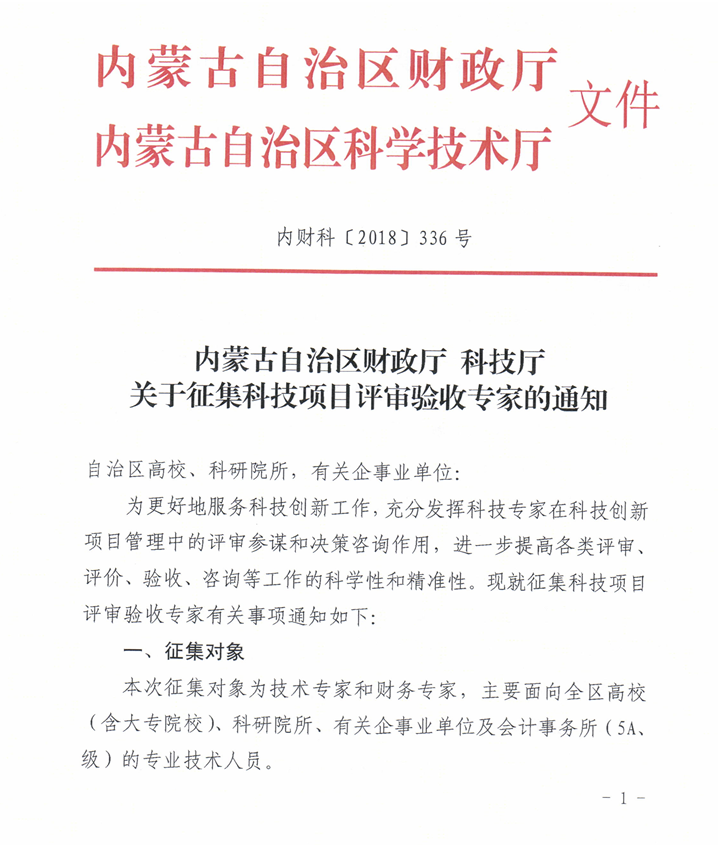 内蒙古自治区财政厅
文件
内蒙古自治区科学技术厅
内财科〔2018〕336 号
内蒙古自治区财政厅 科技厅
关于征集科技项目评审验收专家的通知
自治区高校、科研院所，有关企事业单位：
为更好地服务科技创新工作，充分发挥科技专家在科技创新
项目管理中的评审参谋和决策咨询作用，进一步提高各类评审、
评价、验收、咨询等工作的科学性和精准性。现就征集科技项目
评审验收专家有关事项通知如下：
一、征集对象
本次征集对象为技术专家和财务专家，主要面向全区高校
（含大专院校）、科研院所、有关企事业单位及会计事务所（5A、
级）的专业技术人员。
- 1 -